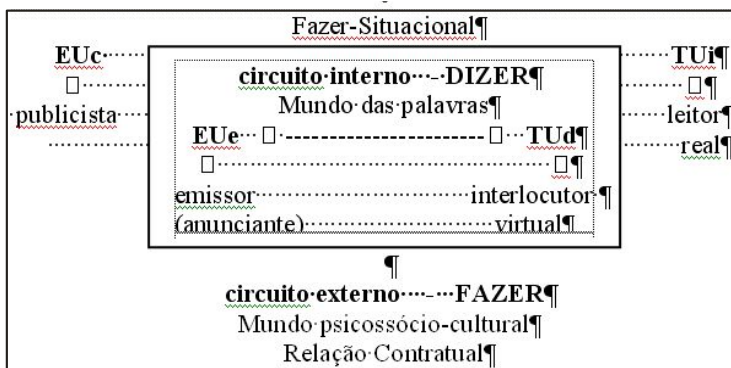 Fazer-Situacional¶
EUc TUi¶
circuito interno - DIZER¶
□ □¶
Mundo das palavras¶
publicista leitor
EUe □ ------------------------ □ TUd¶
real
□ □¶
emissor interlocutor ¶
(anunciante) virtual¶
¶
circuito externo - FAZER¶
Mundo psicossócio-cultural¶
Relação Contratual¶